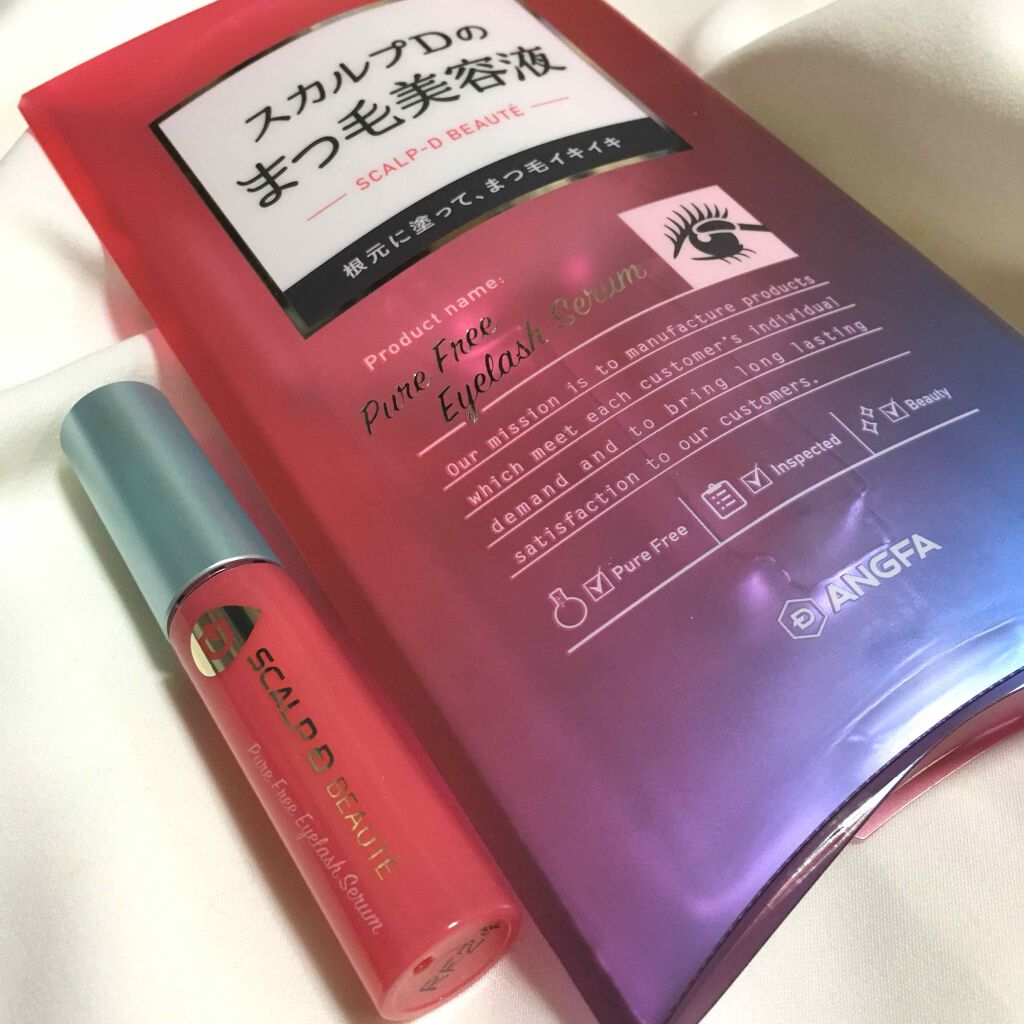 スカルプDの
まつ毛美容液
SCALP-D BEAUTÉ
根元に塗って、まつ毛イキイキ
Product name:
Pure Free
Eyelash Serum
Our mission is to manufacture products
which meet each customer's individual
demand and to bring long lasting
satisfaction to our customers.
Pure Free
Inspected
Beauty
ANGFA
SCALP-D BEAUTÉ
Pure Free Eyelash Serum